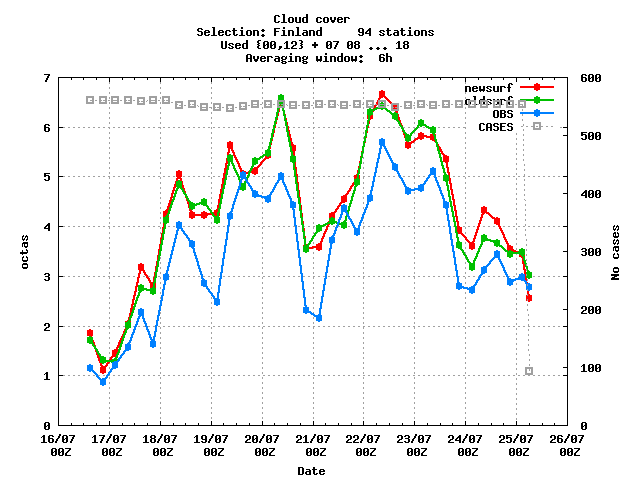 Cloud cover
Selection: Finland     94 stations
Used {00,12} + 07 08 ... 18
Averaging window:  6h
newsurf
oldsurf
OBS
CASES
7
6
5
4
3
2
1
0
octas
600
500
400
300
200
100
0
No cases
16/07 17/07 18/07 19/07 20/07 21/07 22/07 23/07 24/07 25/07 26/07
00Z 00Z 00Z 00Z 00Z 00Z 00Z 00Z 00Z 00Z 00Z
Date